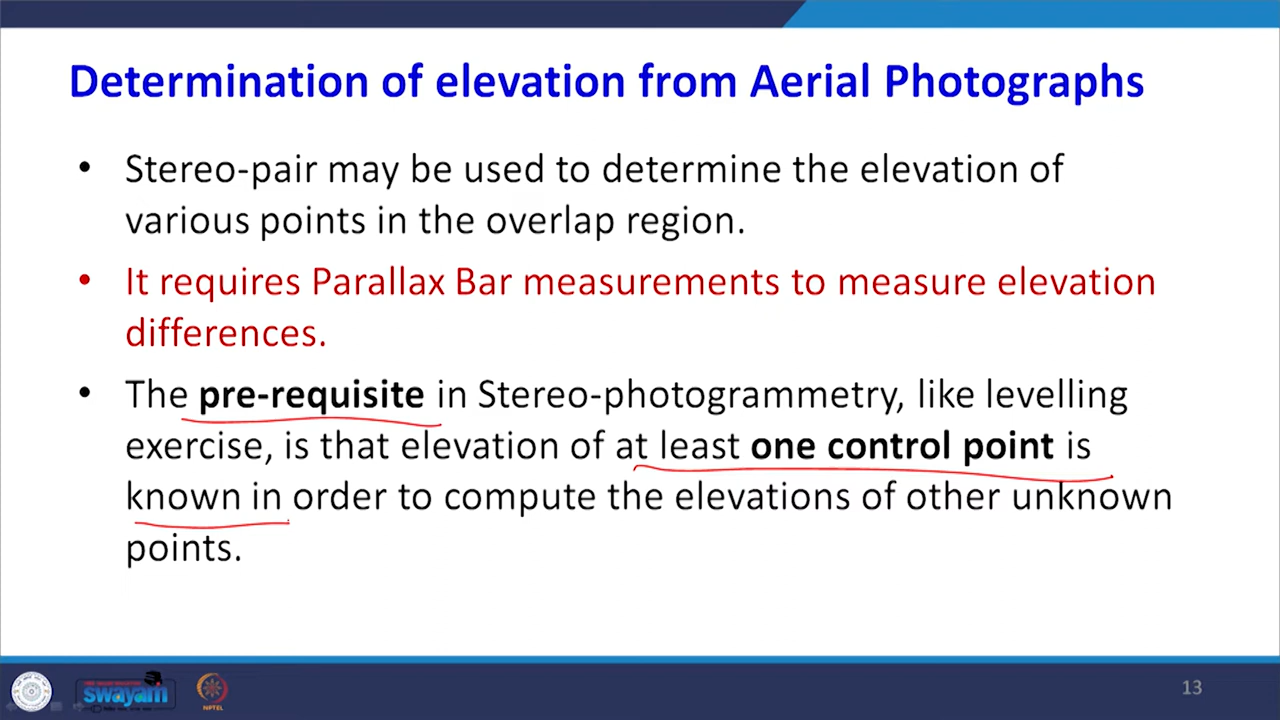 Determination of elevation from Aerial Photographs
• Stereo-pair may be used to determine the elevation of
various points in the overlap region.
• It requires Parallax Bar measurements to measure elevation
differences.
• The pre-requisite in Stereo-photogrammetry, like levelling
exercise, is that elevation of at least one control point is
known in order to compute the elevations of other unknown
points.
swayam
NPTEL
13